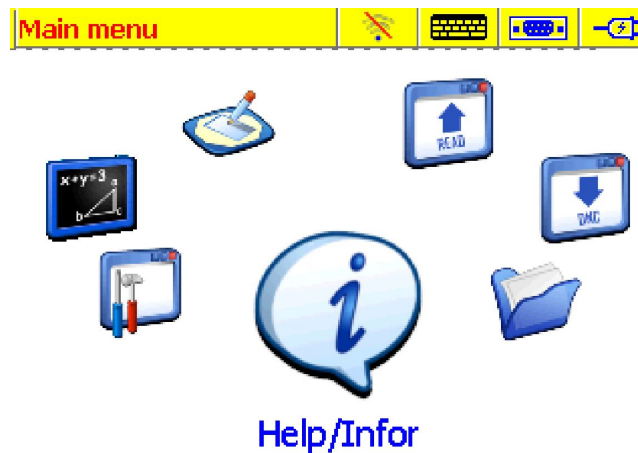 Main menu
READ
x+y=3
a
b
c
DNC
i
Help/Infor